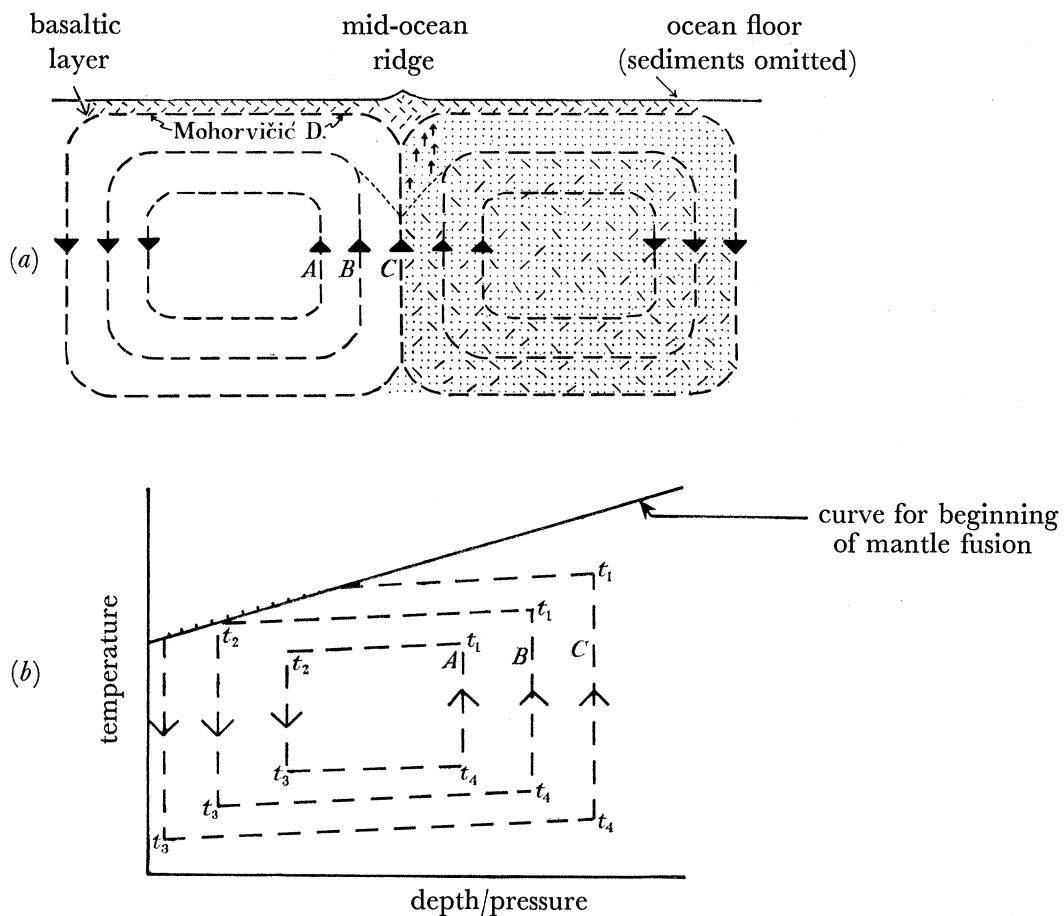 basaltic
layer
mid-ocean
ridge
ocean floor
(sediments omitted)
Mohorvičić D.
(a)
A B C
curve for beginning
of mantle fusion
t₁
t₂ t₁
t₂ A t₁ B C
(b)
temperature
t₃ t₄
t₃ t₄
t₃ t₄
depth/pressure